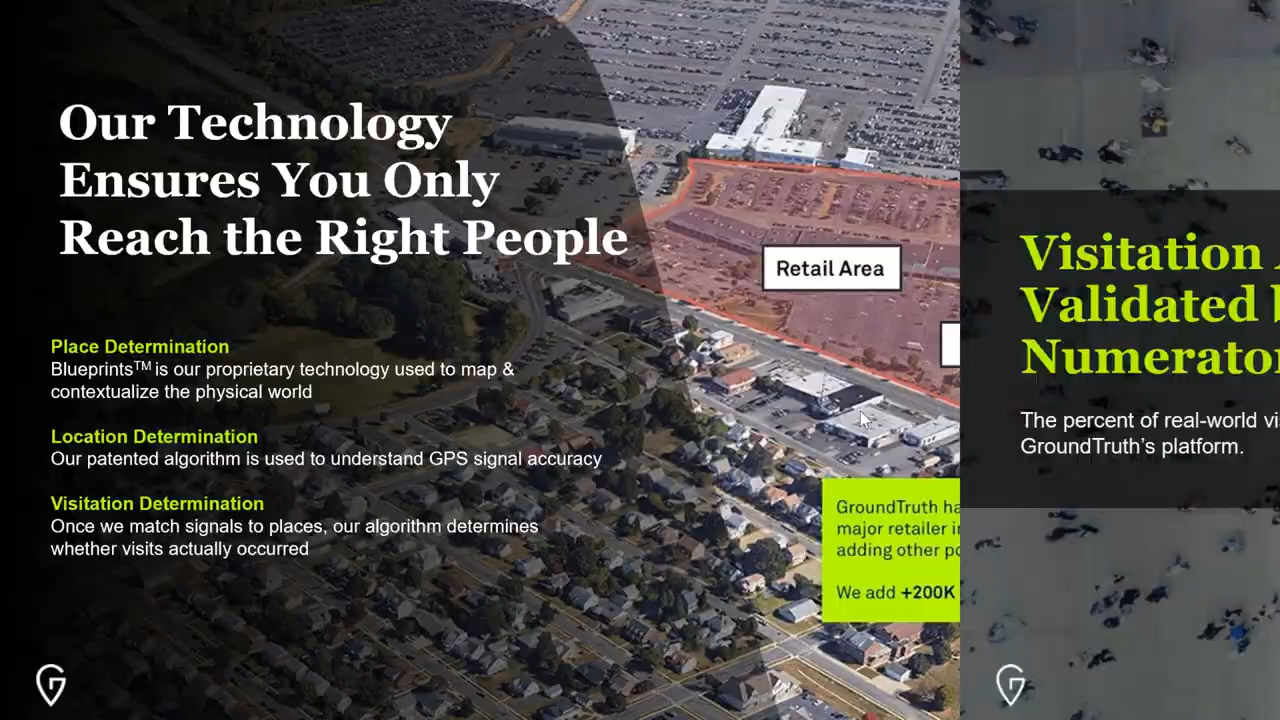 Our Technology
Ensures You Only
Reach the Right People
Place Determination
Blueprints™ is our proprietary technology used to map &
contextualize the physical world
Location Determination
Our patented algorithm is used to understand GPS signal accuracy
Visitation Determination
Once we match signals to places, our algorithm determines
whether visits actually occurred
Retail Area
GroundTruth
major retailer
adding other
We add +200K
Visitation
Validated
Numerator
The percent of real-world
GroundTruth’s platform.